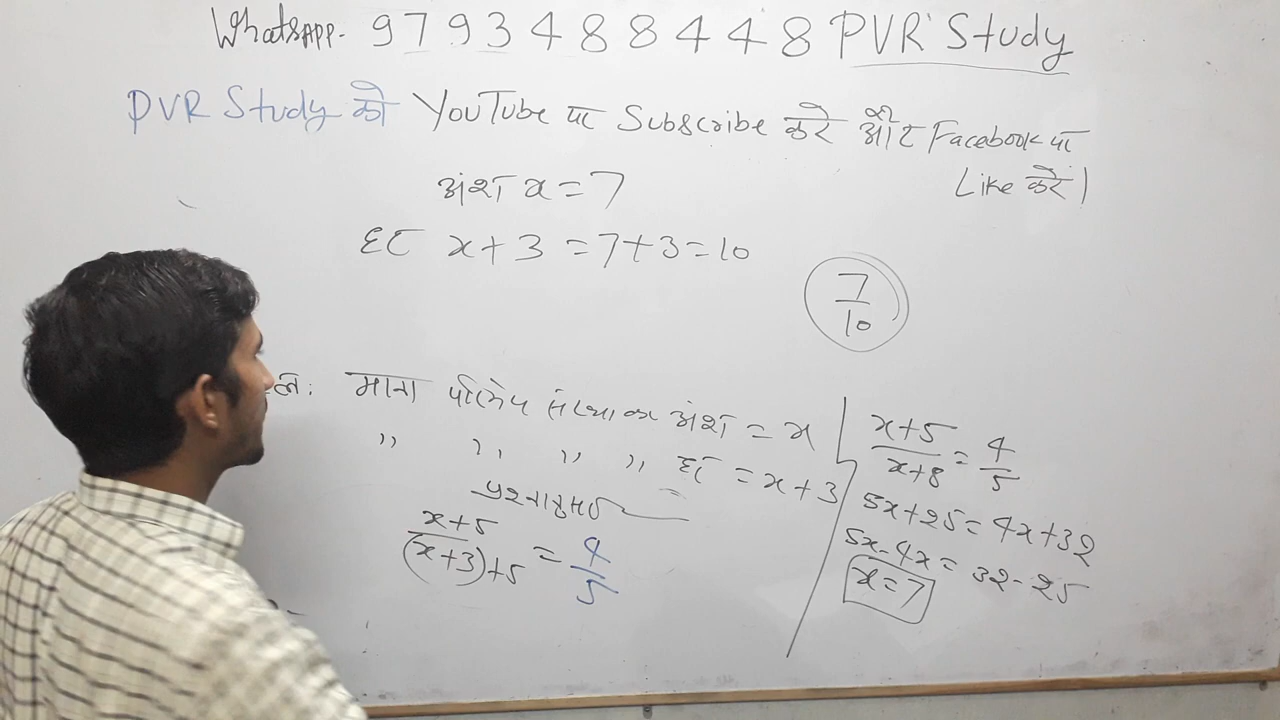 WhatsApp. 9793488448 PVR Study
PVR Study को YouTube पर Subscribe करे और Facebook पर
Like करे।
अंश x = 7
हर x + 3 = 7 + 3 = 10
7/10
हल: माना परिमेय संख्या का अंश = x
" " " " हर = x + 3
प्रश्नानुसार
x+5/(x+3)+5 = 4/5
x+5/x+8 = 4/5
5x + 25 = 4x + 32
5x - 4x = 32 - 25
x = 7